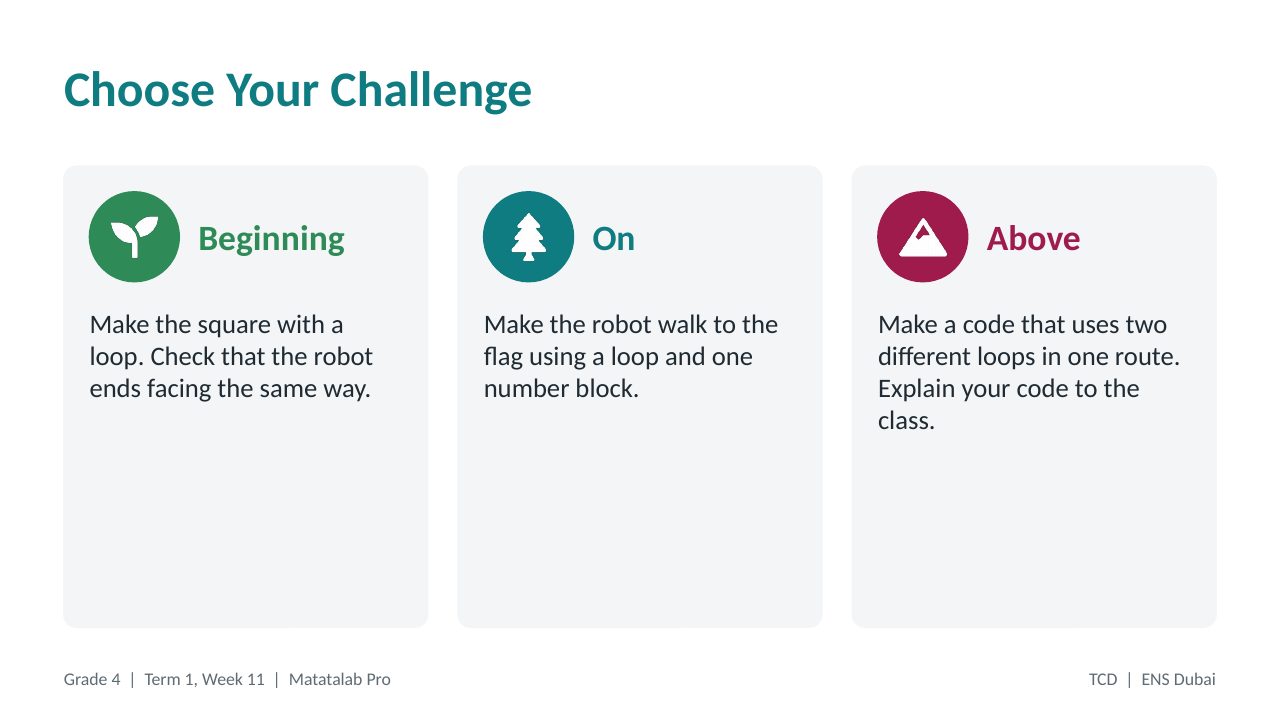 Choose Your Challenge
Beginning
Make the square with a
loop. Check that the robot
ends facing the same way.
On
Make the robot walk to the
flag using a loop and one
number block.
Above
Make a code that uses two
different loops in one route.
Explain your code to the
class.
Grade 4 | Term 1, Week 11 | Matatalab Pro
TCD | ENS Dubai